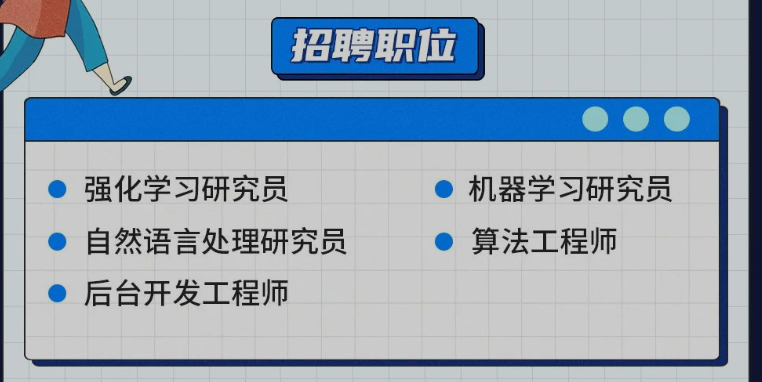 招聘职位
强化学习研究员
机器学习研究员
自然语言处理研究员
算法工程师
后台开发工程师